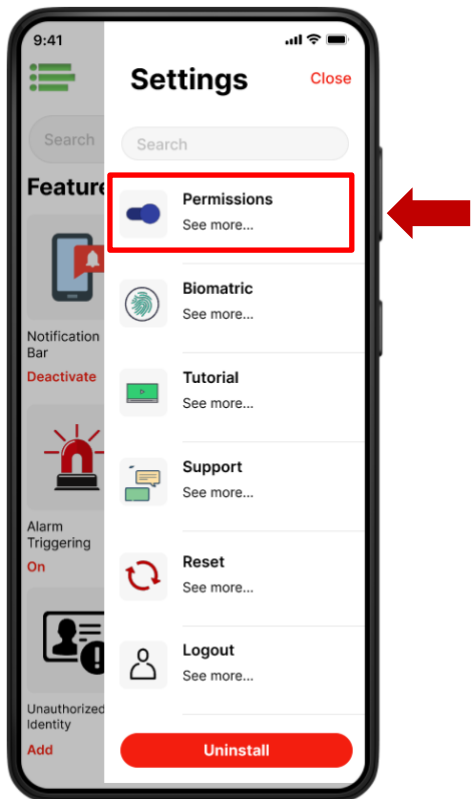 9:41
Settings
Close
Search
Search
Feature
Permissions
See more...
Biomatric
See more...
Notification
Bar
Deactivate
Tutorial
See more...
Support
See more...
Alarm
Triggering
On
Reset
See more...
Logout
See more...
Unauthorized
Identity
Add
Uninstall